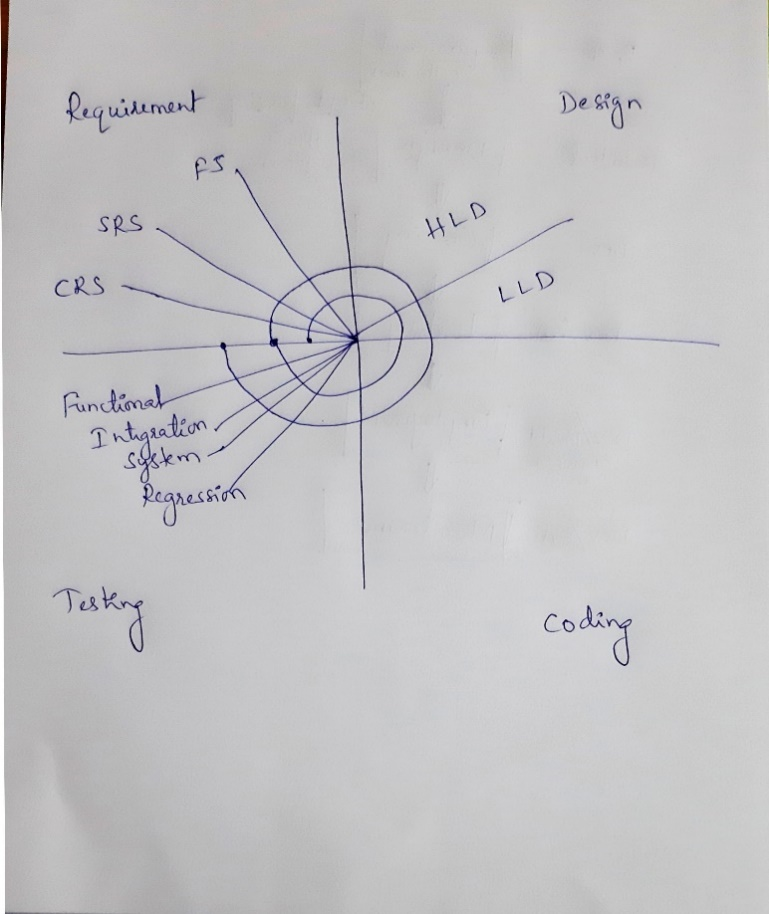 Requirement
Design
FS
SRS
HLD
CRS
LLD
Functional
Integration
System
Regression
Testing
Coding